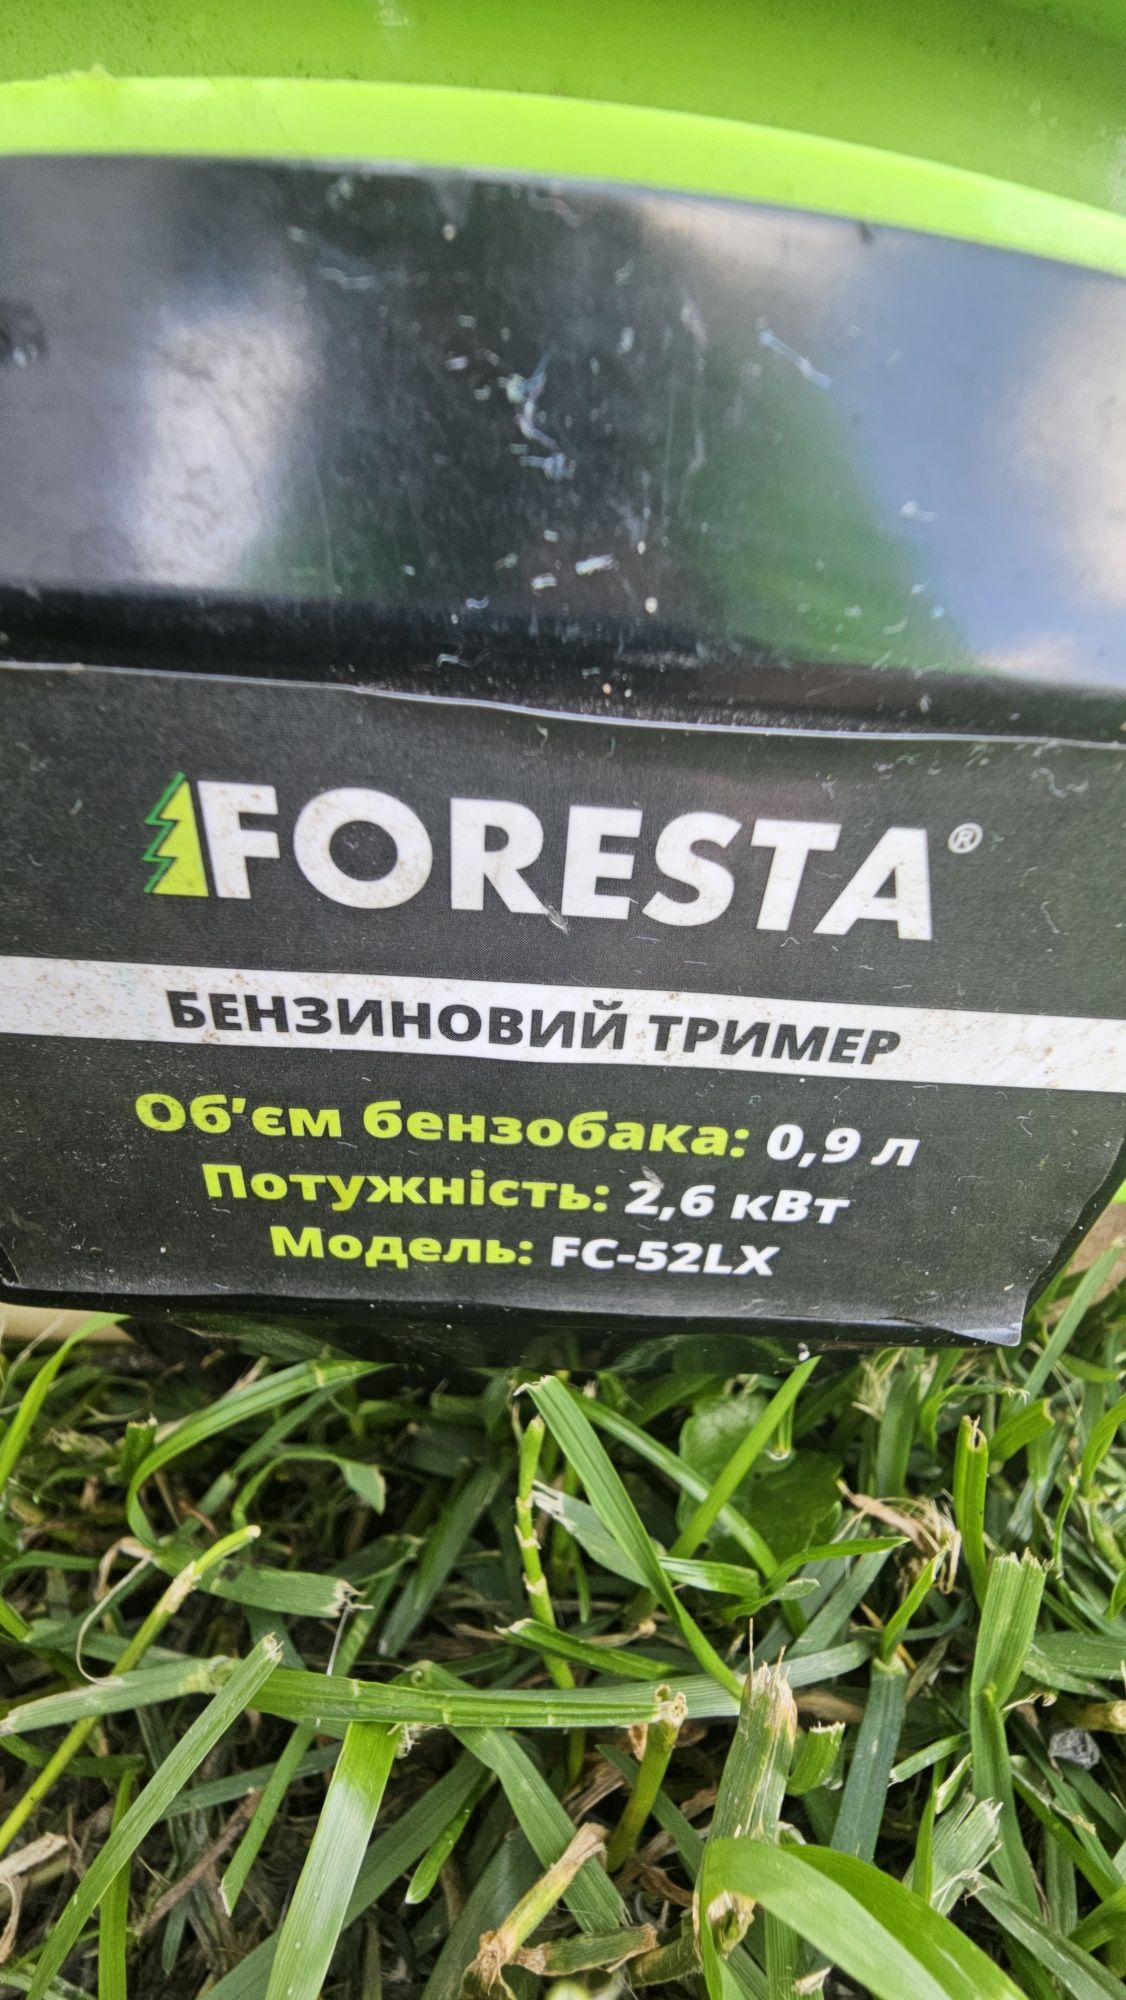 FORESTA®
БЕНЗИНОВИЙ ТРИМЕР
Об’єм бензобака: 0,9 л
Потужність: 2,6 кВт
Модель: FC-52LX